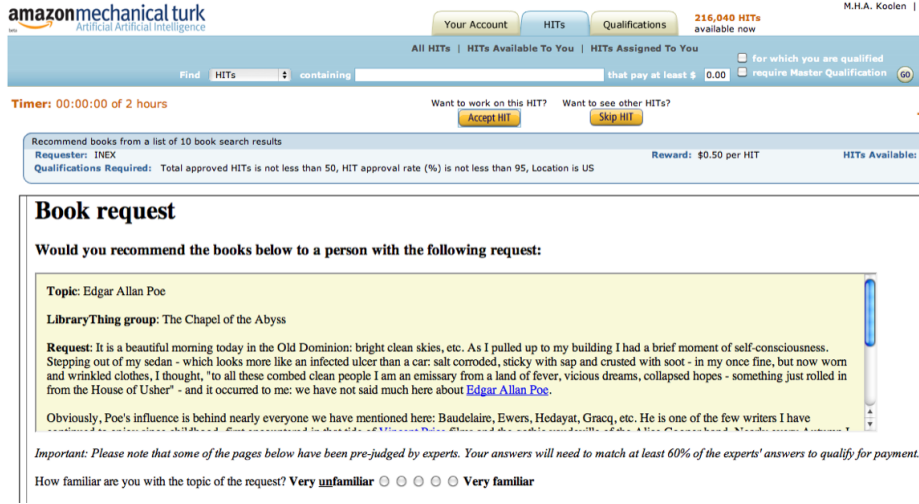 M.H.A. Koolen |
amazonmechanical turk
beta
Artificial Artificial Intelligence
Your Account
HITs
Qualifications
216,040 HITs
available now
All HITs | HITs Available To You | HITs Assigned To You
Find HITs containing that pay at least $ 0.00
for which you are qualified
require Master Qualification
GO
Timer: 00:00:00 of 2 hours
Want to work on this HIT? Want to see other HITs?
Accept HIT Skip HIT
Recommend books from a list of 10 book search results
Requester: INEX Reward: $0.50 per HIT HITs Available:
Qualifications Required: Total approved HITs is not less than 50, HIT approval rate (%) is not less than 95, Location is US
Book request
Would you recommend the books below to a person with the following request:
Topic: Edgar Allan Poe
LibraryThing group: The Chapel of the Abyss
Request: It is a beautiful morning today in the Old Dominion: bright clean skies, etc. As I pulled up to my building I had a brief moment of self-consciousness.
Stepping out of my sedan - which looks more like an infected ulcer than a car: salt corroded, sticky with sap and crusted with soot - in my once fine, but now worn
and wrinkled clothes, I thought, "to all these combed clean people I am an emissary from a land of fever, vicious dreams, collapsed hopes - something just rolled in
from the House of Usher" - and it occurred to me: we have not said much here about Edgar Allan Poe.
Obviously, Poe's influence is behind nearly everyone we have mentioned here: Baudelaire, Ewers, Hedayat, Gracq, etc. He is one of the few writers I have
Important: Please note that some of the pages below have been pre-judged by experts. Your answers will need to match at least 60% of the experts' answers to qualify for payment.
How familiar are you with the topic of the request? Very unfamiliar Very familiar